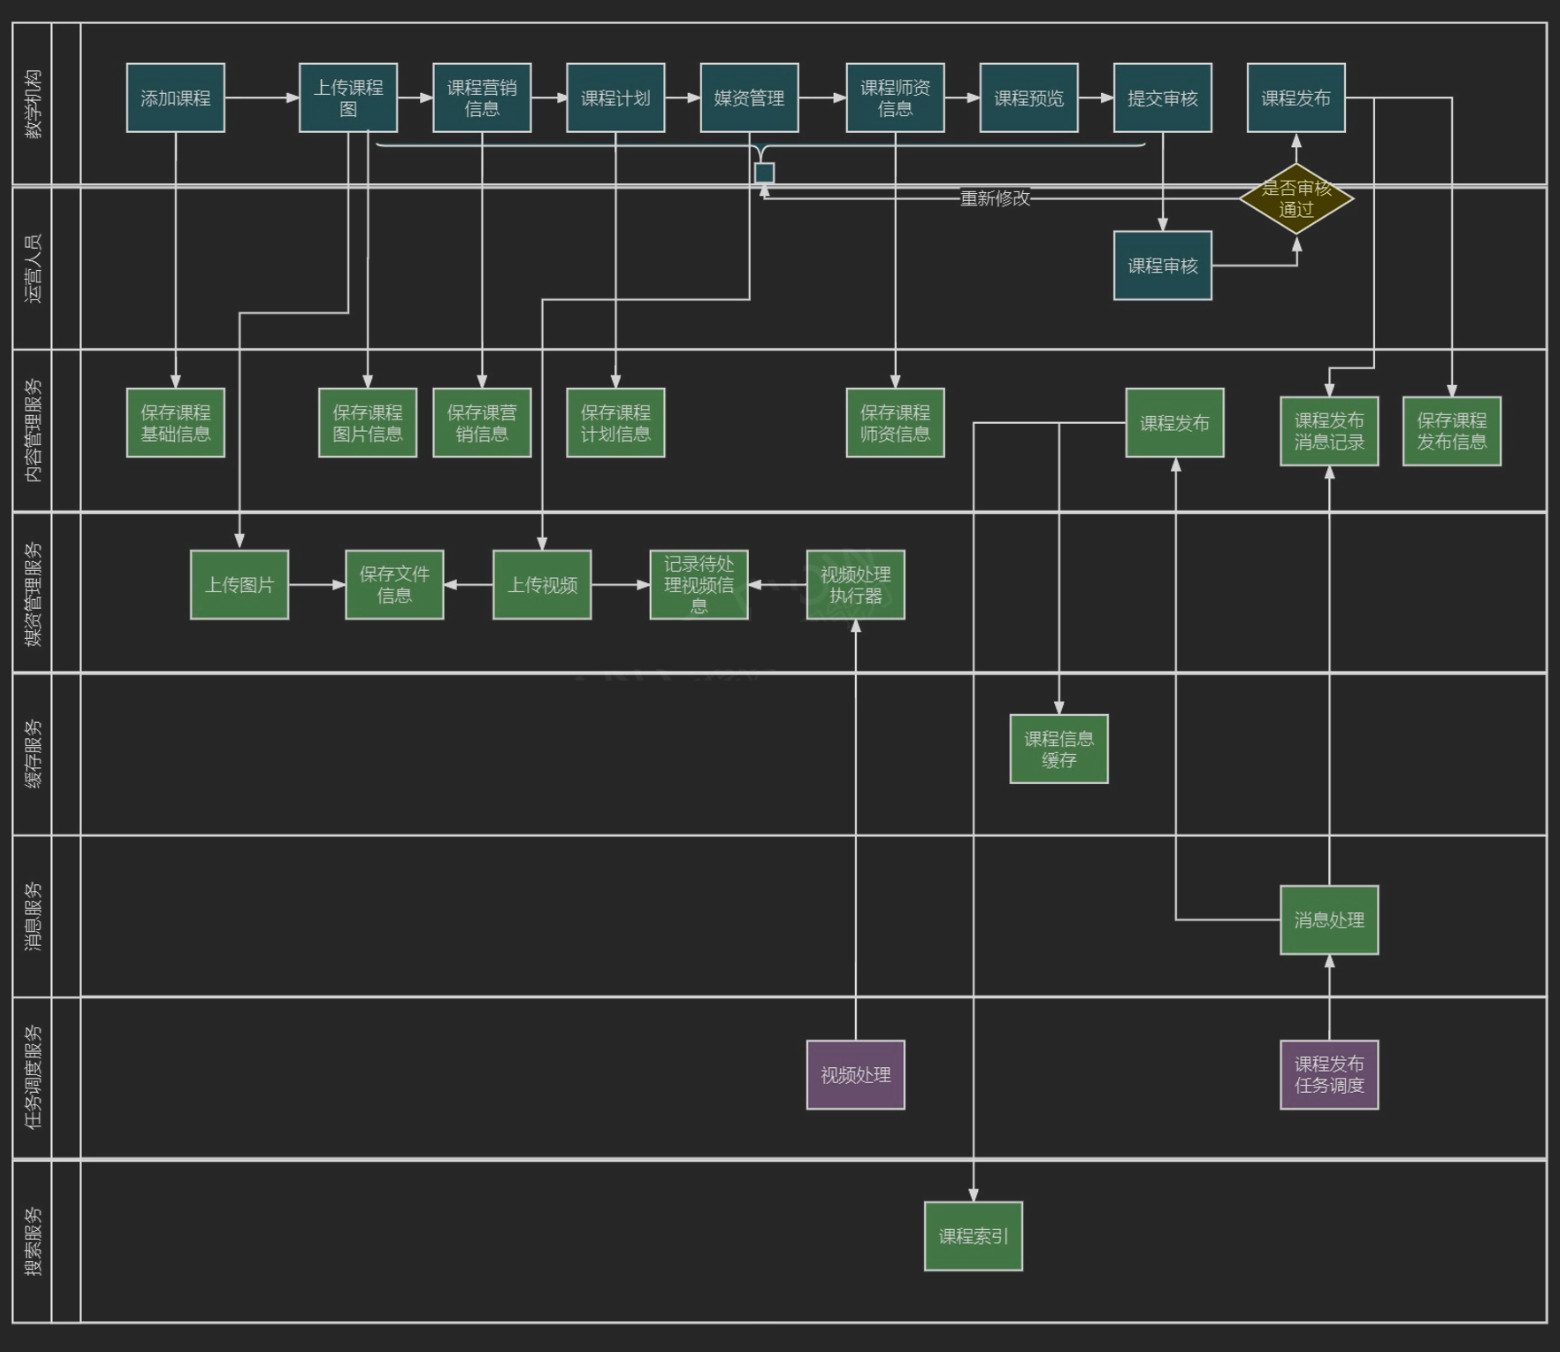 教学机构
添加课程
上传课程
图
课程营销
信息
课程计划
媒资管理
课程师资
信息
课程预览
提交审核
课程发布
运营人员
重新修改
是否审核
通过
课程审核
内容管理服务
保存课程
基础信息
保存课程
图片信息
保存课营
销信息
保存课程
计划信息
保存课程
师资信息
课程发布
课程发布
消息记录
保存课程
发布信息
媒资管理服务
上传图片
保存文件
信息
上传视频
记录待处
理视频信
息
视频处理
执行器
缓存服务
课程信息
缓存
消息服务
消息处理
任务调度服务
视频处理
课程发布
任务调度
搜索服务
课程索引